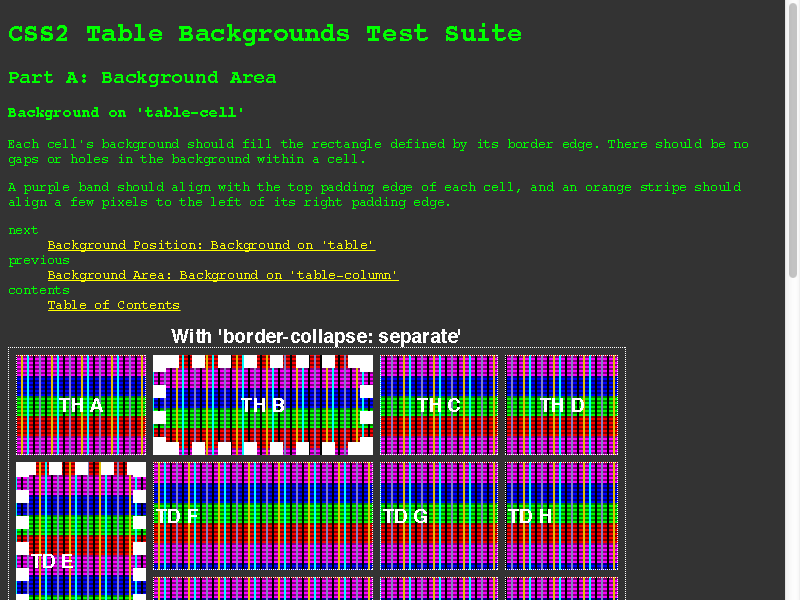 CSS2 Table Backgrounds Test Suite
Part A: Background Area
Background on 'table-cell'
Each cell's background should fill the rectangle defined by its border edge. There should be no
gaps or holes in the background within a cell.
A purple band should align with the top padding edge of each cell, and an orange stripe should
align a few pixels to the left of its right padding edge.
next
Background Position: Background on 'table'
previous
Background Area: Background on 'table-column'
contents
Table of Contents
With 'border-collapse: separate'
TH A TH B TH C TH D
TD F TD G TD H
TD E